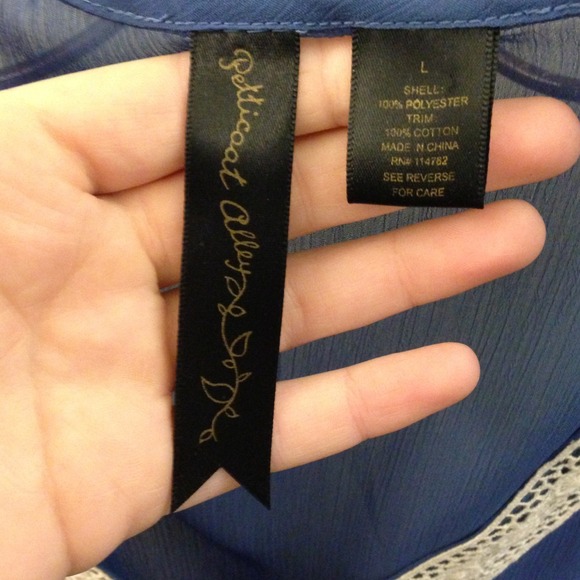 Petticoat Alley
L
SHELL:
100% POLYESTER
TRIM:
100% COTTON
MADE IN CHINA
RN# 114782
SEE REVERSE
FOR CARE